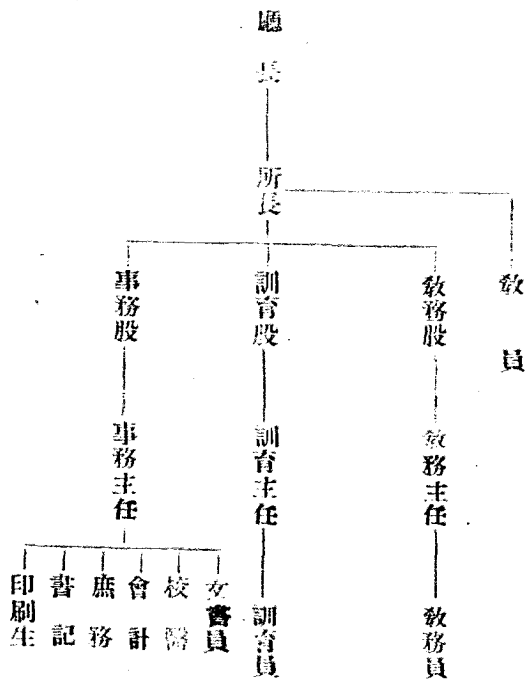 廳長
所長
教員
教務股
訓育股
事務股
教務主任
訓育主任
事務主任
教務員
訓育員
文書員
校醫
會計
庶務
書記
印刷生